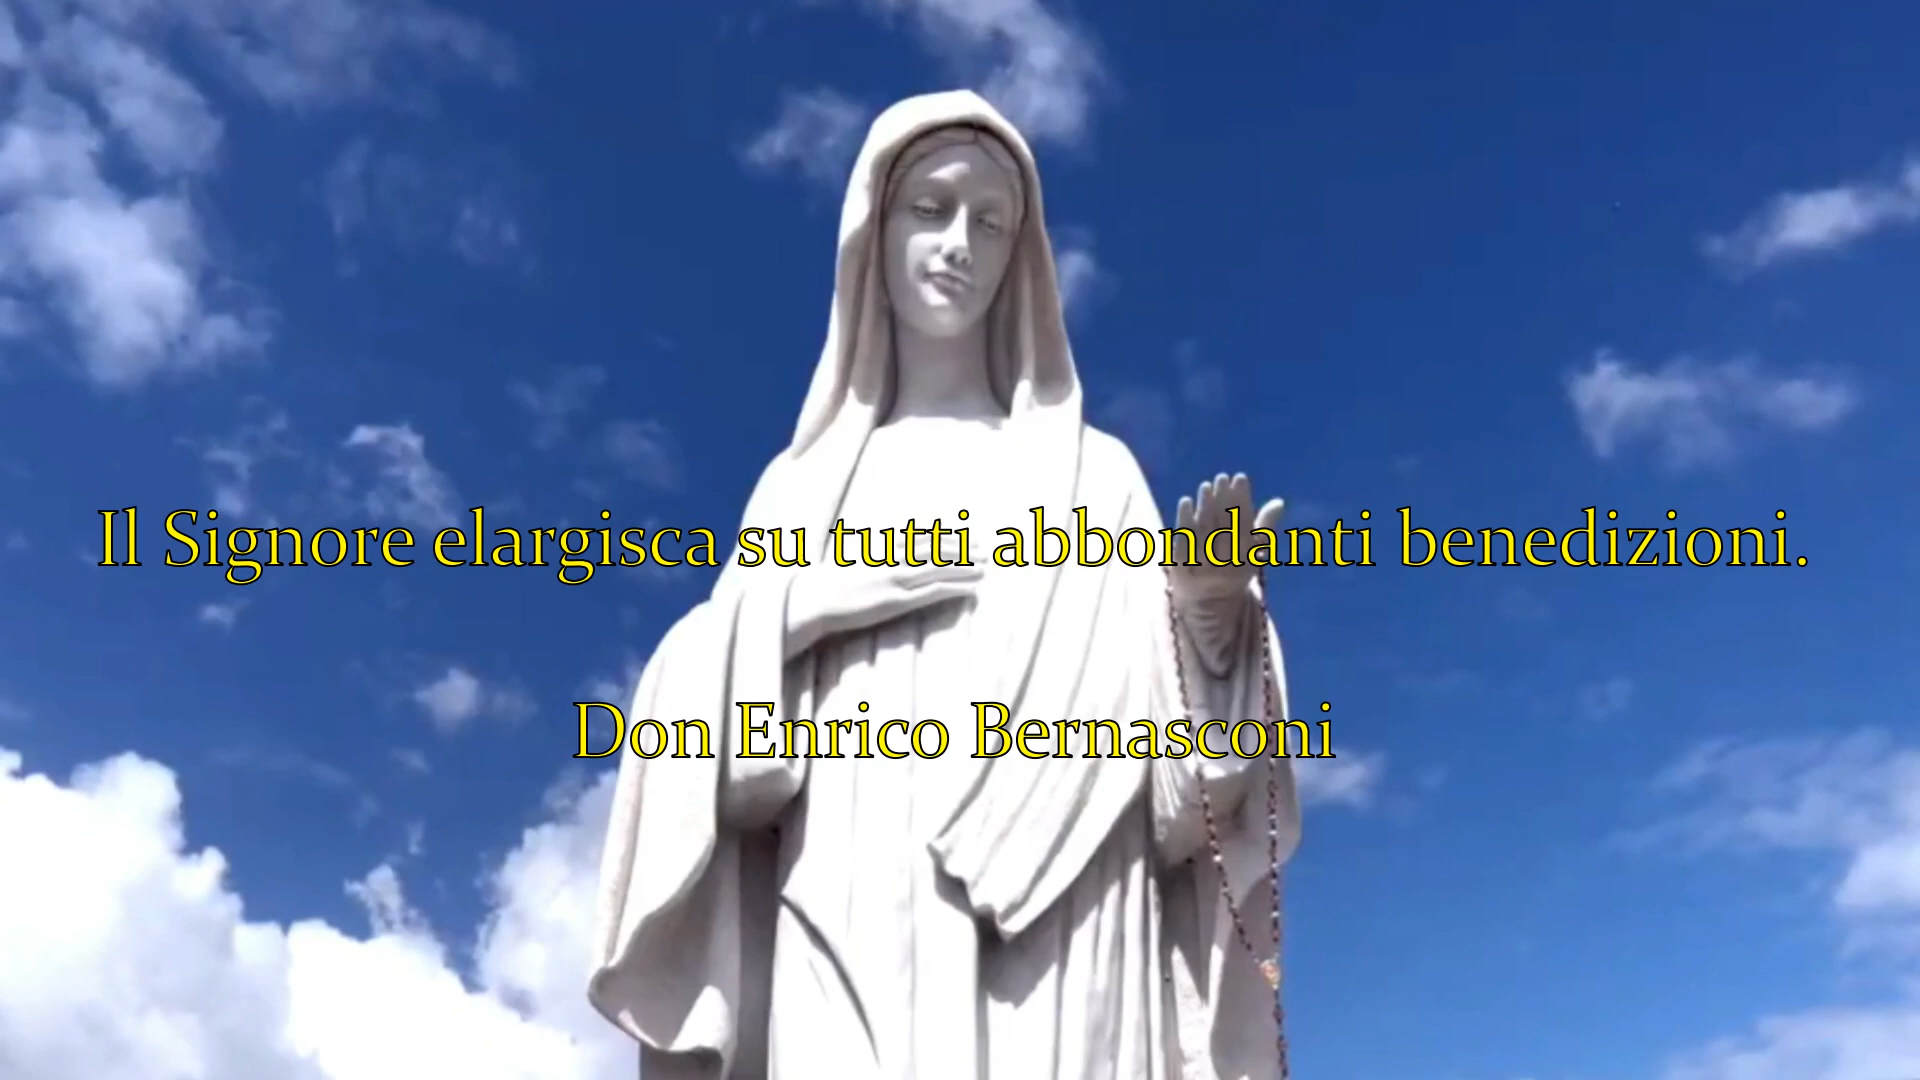 Il Signore elargisca su tutti abbondanti benedizioni.
Don Enrico Bernasconi